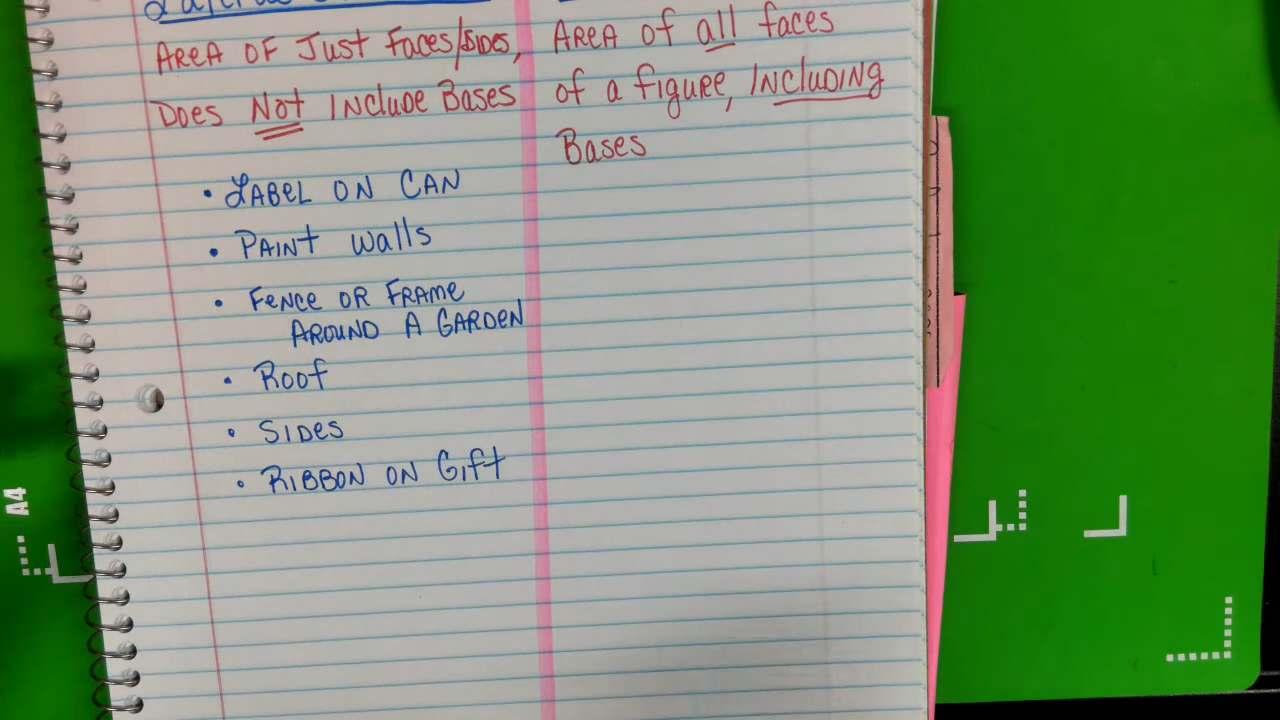 Area of Just Faces/Sides,
Does Not Include Bases
• Label on Can
• Paint Walls
• Fence or Frame
Around a Garden
• Roof
• Sides
• Ribbon on Gift
Area of all faces
of a figure, Including
Bases
A4